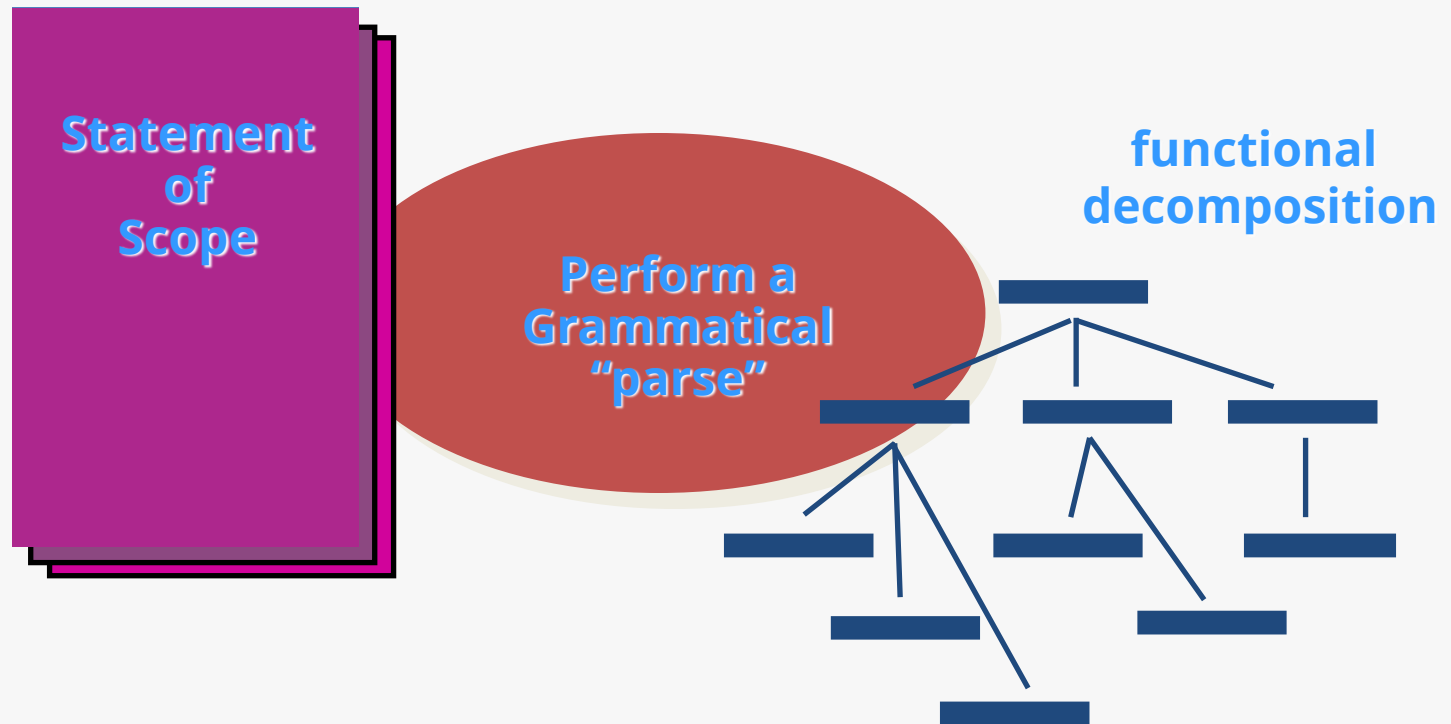 Statement
of
Scope
Perform a
Grammatical
“parse”
functional
decomposition